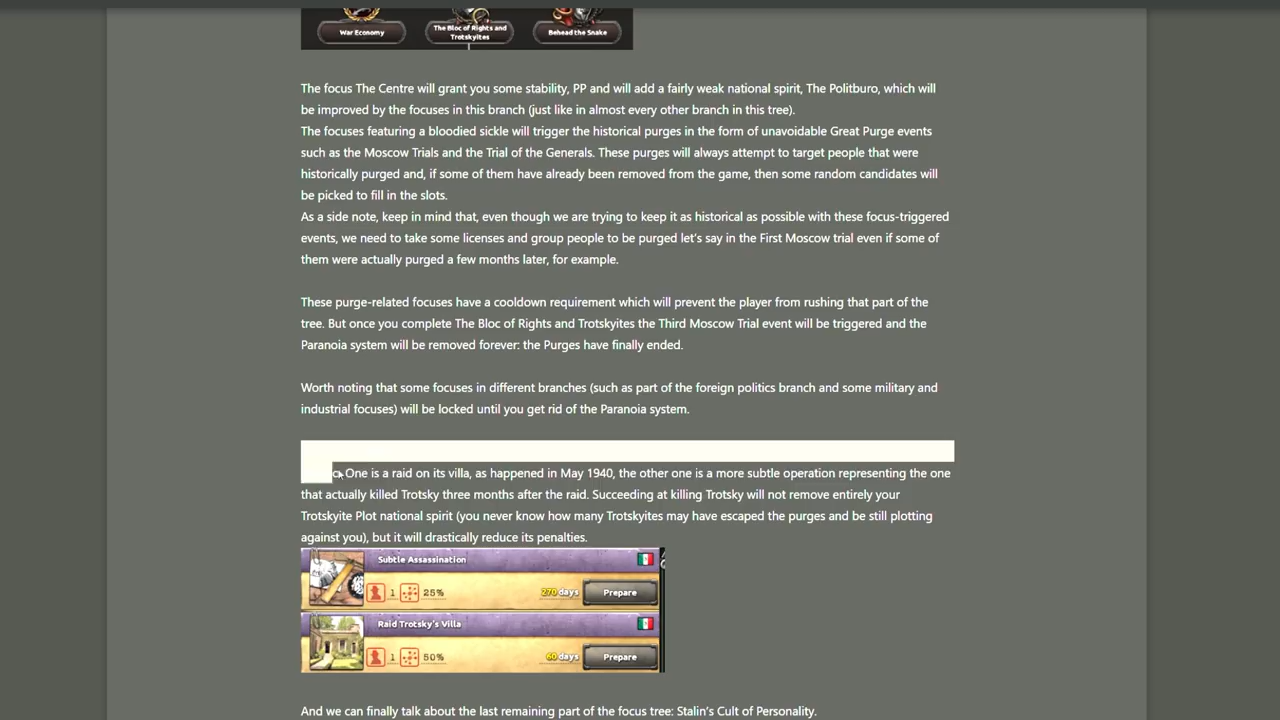 War Economy
The Bloc of Rights and
Trotskyites
Behead the Snake
The focus The Centre will grant you some stability, PP and will add a fairly weak national spirit, The Politburo, which will
be improved by the focuses in this branch (just like in almost every other branch in this tree).
The focuses featuring a bloodied sickle will trigger the historical purges in the form of unavoidable Great Purge events
such as the Moscow Trials and the Trial of the Generals. These purges will always attempt to target people that were
historically purged and, if some of them have already been removed from the game, then some random candidates will
be picked to fill in the slots.
As a side note, keep in mind that, even though we are trying to keep it as historical as possible with these focus-triggered
events, we need to take some licenses and group people to be purged let's say in the First Moscow trial even if some of
them were actually purged a few months later, for example.
These purge-related focuses have a cooldown requirement which will prevent the player from rushing that part of the
tree. But once you complete The Bloc of Rights and Trotskyites the Third Moscow Trial event will be triggered and the
Paranoia system will be removed forever: the Purges have finally ended.
Worth noting that some focuses in different branches (such as part of the foreign politics branch and some military and
industrial focuses) will be locked until you get rid of the Paranoia system.
One is a raid on its villa, as happened in May 1940, the other one is a more subtle operation representing the one
that actually killed Trotsky three months after the raid. Succeeding at killing Trotsky will not remove entirely your
Trotskyite Plot national spirit (you never know how many Trotskyites may have escaped the purges and be still plotting
against you), but it will drastically reduce its penalties.
Subtle Assassination
1 25% 270 days Prepare
Raid Trotsky's Villa
1 50% 60 days Prepare
And we can finally talk about the last remaining part of the focus tree: Stalin's Cult of Personality.